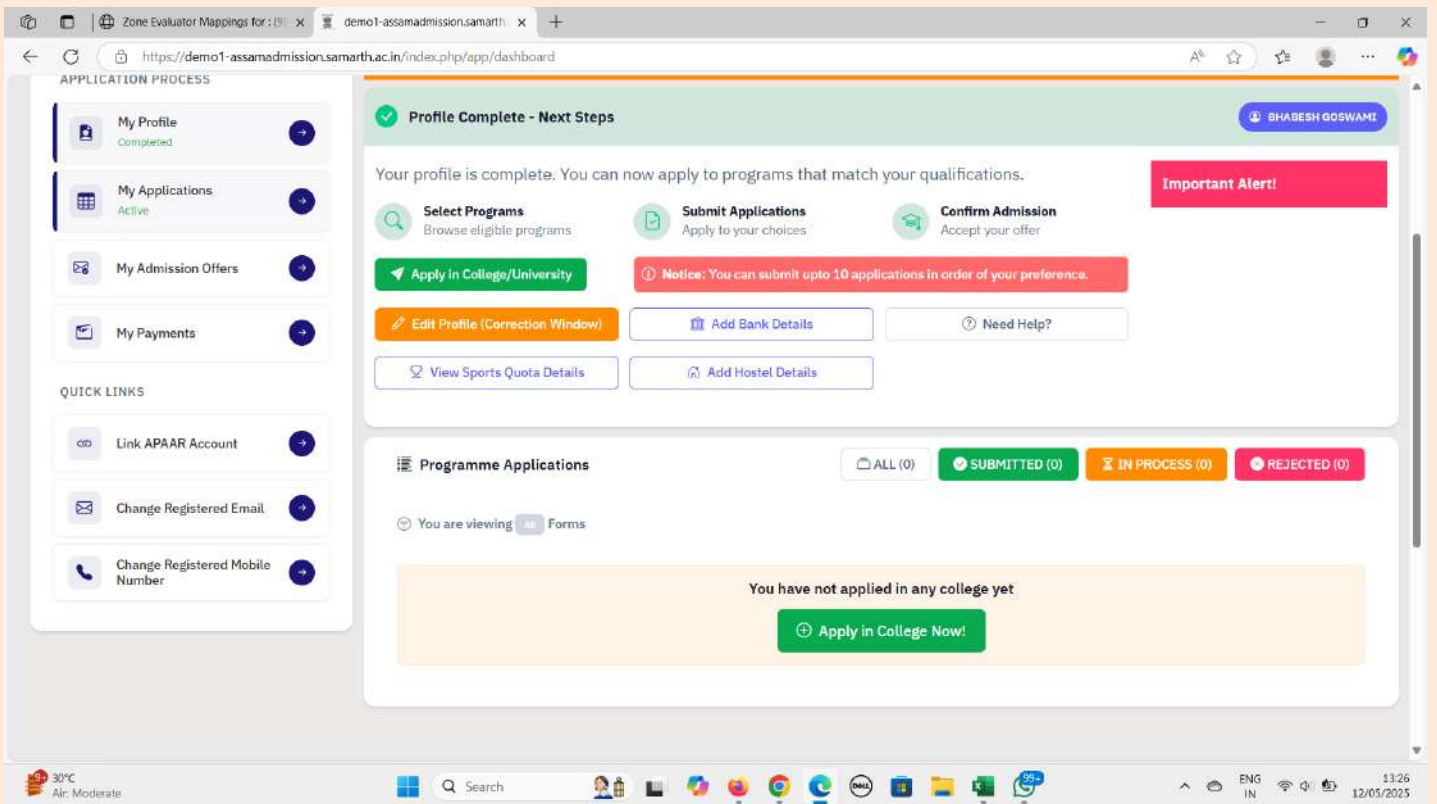 Zone Evaluator Mappings for : (9
demo1-assamadmission.samarth
https://demo1-assamadmission.samarth.ac.in/index.php/app/dashboard
APPLICATION PROCESS
My Profile
Completed
My Applications
Active
My Admission Offers
My Payments
QUICK LINKS
Link APAAR Account
Change Registered Email
Change Registered Mobile
Number
Profile Complete - Next Steps
BHABESH GOSWAMI
Your profile is complete. You can now apply to programs that match your qualifications.
Important Alert!
Select Programs
Browse eligible programs
Submit Applications
Apply to your choices
Confirm Admission
Accept your offer
Apply in College/University
Notice: You can submit upto 10 applications in order of your preference.
Edit Profile (Correction Window)
Add Bank Details
Need Help?
View Sports Quota Details
Add Hostel Details
Programme Applications
ALL (0)
SUBMITTED (0)
IN PROCESS (0)
REJECTED (0)
You are viewing All Forms
You have not applied in any college yet
Apply in College Now!
9+
30°C
Air: Moderate
Search
DELL
99+
ENG
IN
13:26
12/05/2025